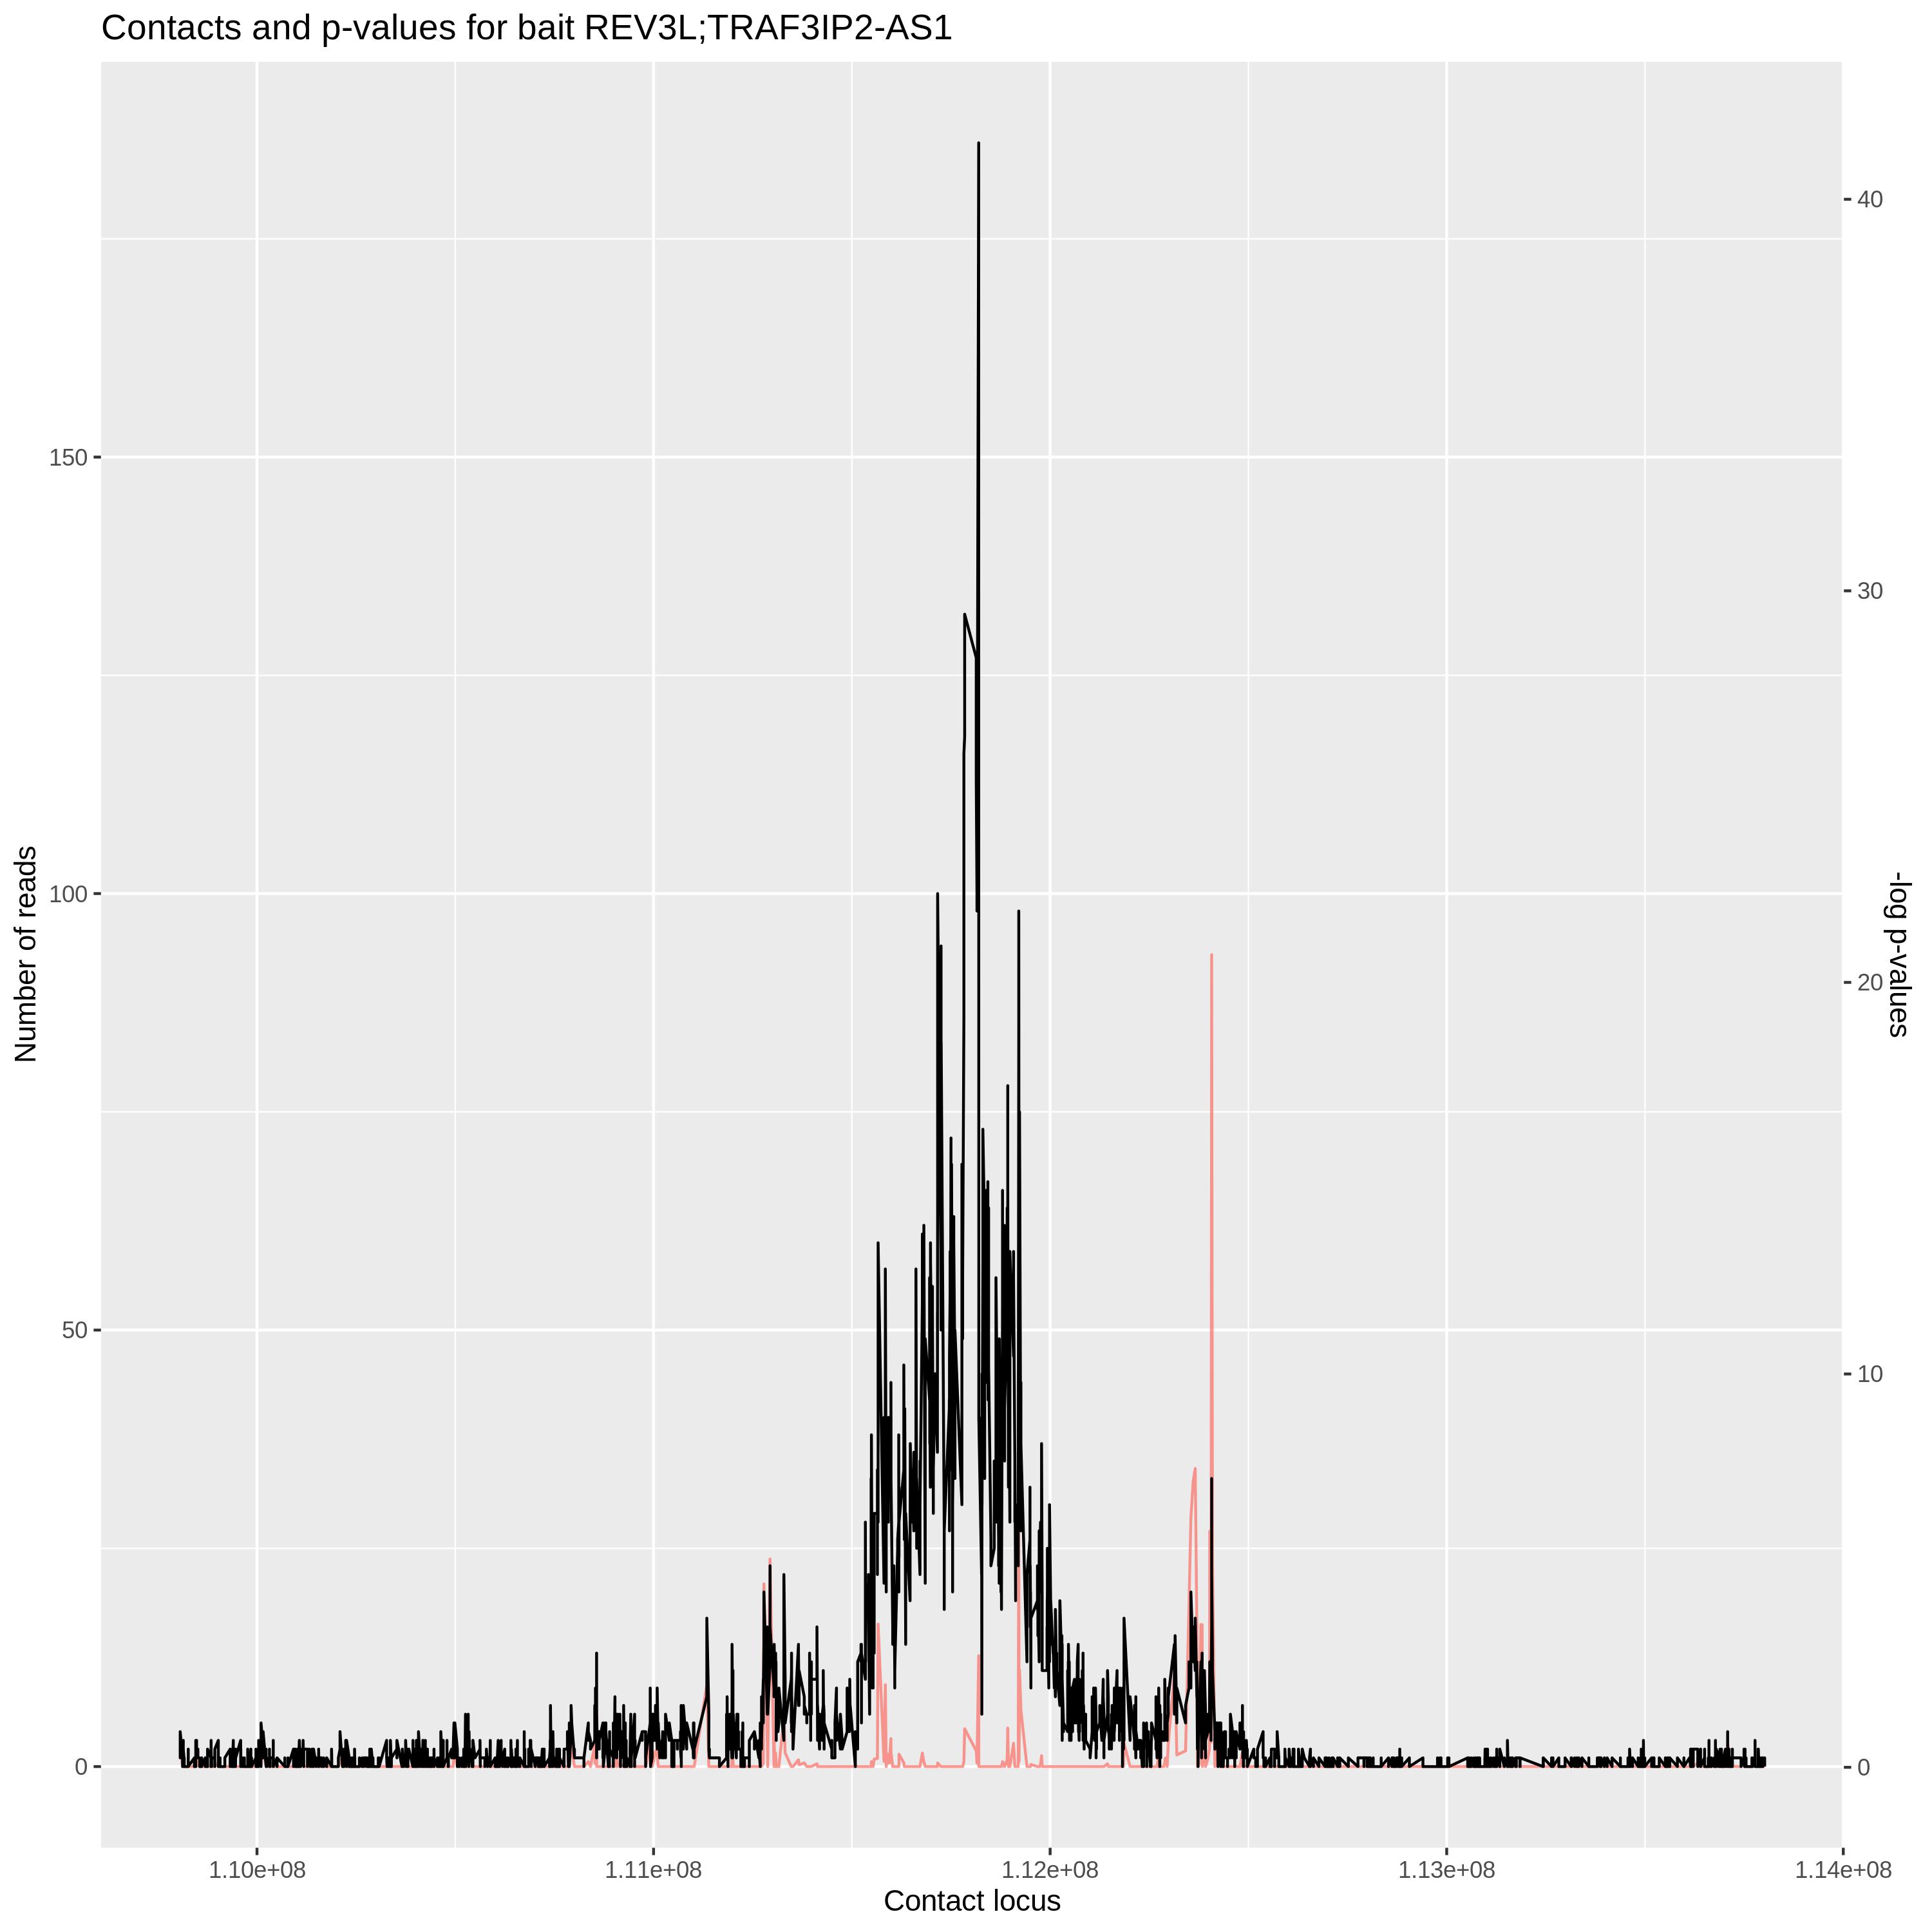 Contacts and p-values for bait REV3L;TRAF3IP2-AS1
Number of reads
150
100
50
0
40
30
20
10
0
-log p-values
1.10e+08 1.11e+08 1.12e+08 1.13e+08 1.14e+08
Contact locus